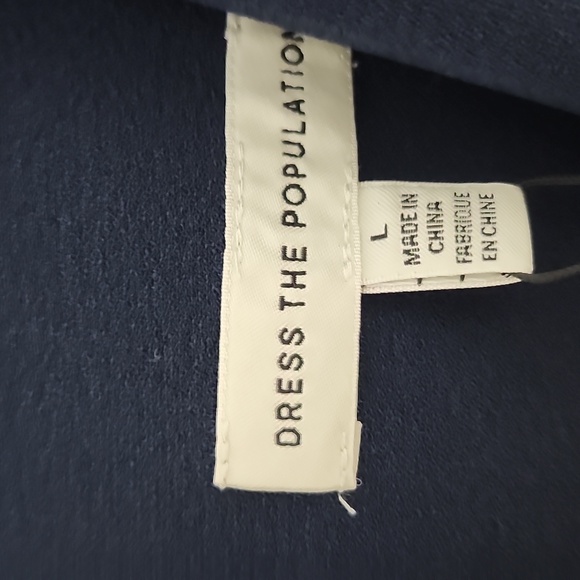 DRESS THE POPULATION
L
MADE IN
CHINA
FABRIQUE
EN CHINE